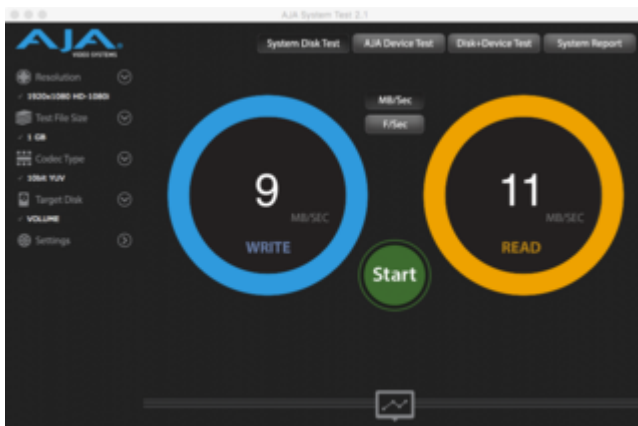 AJA System Test 2.1
AJA
VIDEO SYSTEMS
System Disk Test
AJA Device Test
Disk+Device Test
System Report
Resolution
✓ 1920x1080 HD-1080i
Test File Size
✓ 1 GB
Codec Type
✓ 10bit YUV
Target Disk
✓ VOLUME
Settings
MB/Sec
F/Sec
9
MB/SEC
WRITE
11
MB/SEC
READ
Start